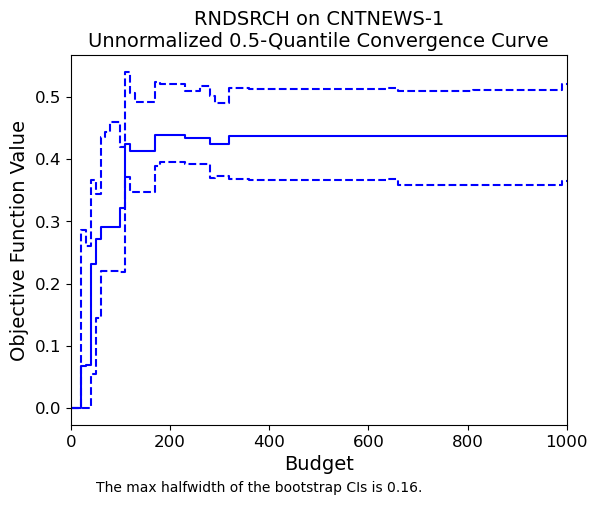 RNDSRCH on CNTNEWS-1
Unnormalized 0.5-Quantile Convergence Curve
Objective Function Value
0.5
0.4
0.3
0.2
0.1
0.0
0 200 400 600 800 1000
Budget
The max halfwidth of the bootstrap CIs is 0.16.